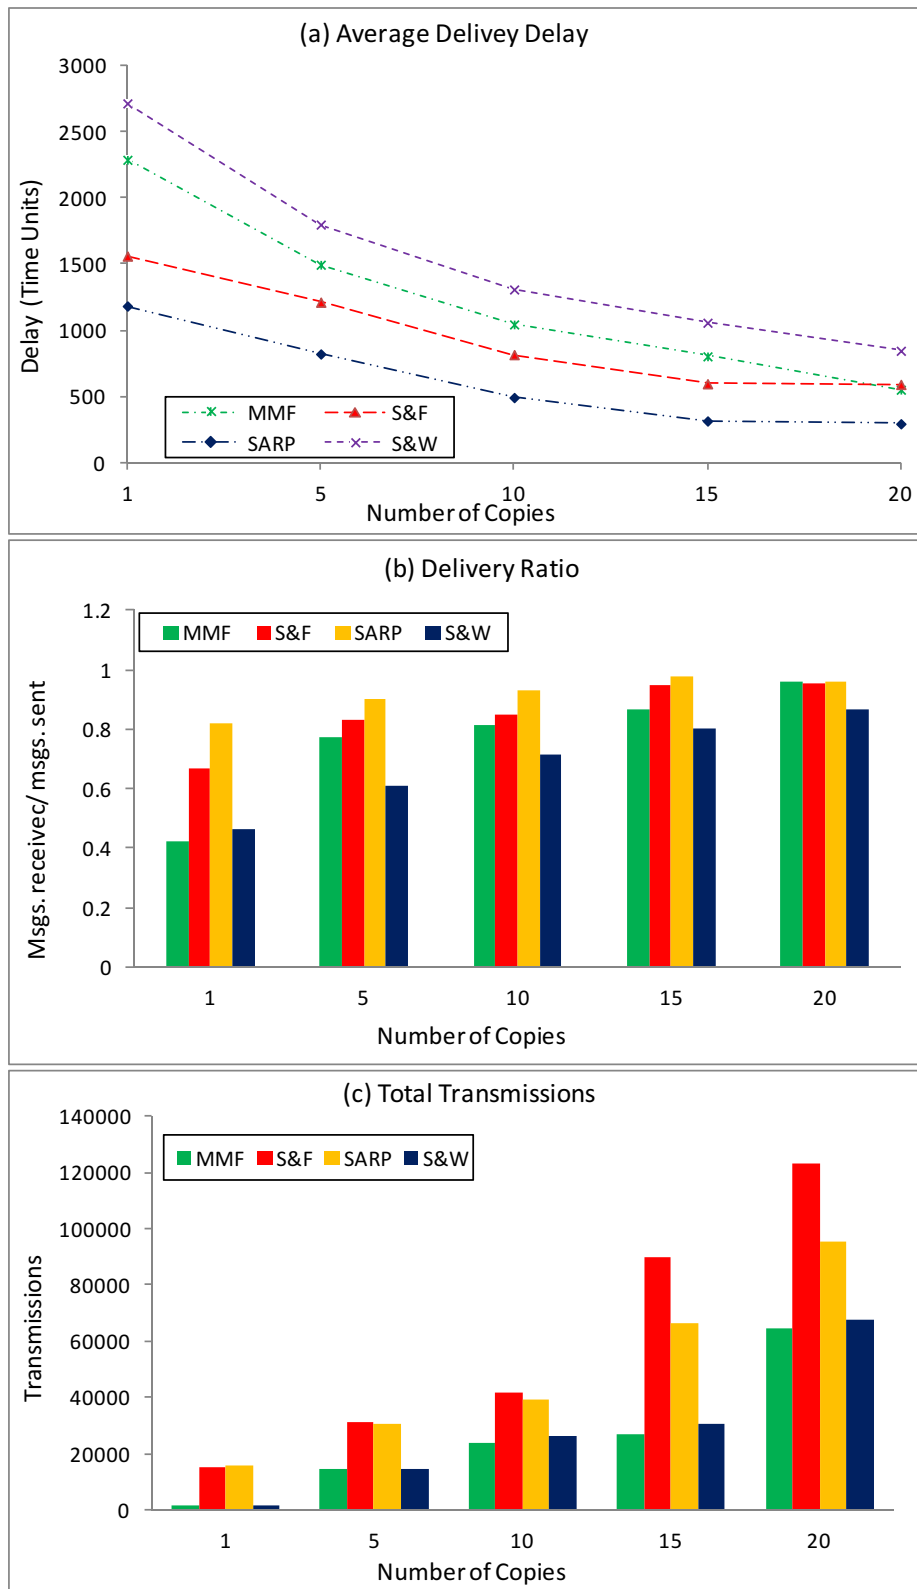 (a) Average Delivey Delay
3000
2500
2000
1500
1000
500
0
Delay (Time Units)
MMF S&F
SARP S&W
1 5 10 15 20
Number of Copies
(b) Delivery Ratio
1.2
1
0.8
0.6
0.4
0.2
0
Msgs. receivec/ msgs. sent
MMF S&F SARP S&W
1 5 10 15 20
Number of Copies
(c) Total Transmissions
140000
120000
100000
80000
60000
40000
20000
0
Transmissions
MMF S&F SARP S&W
1 5 10 15 20
Number of Copies